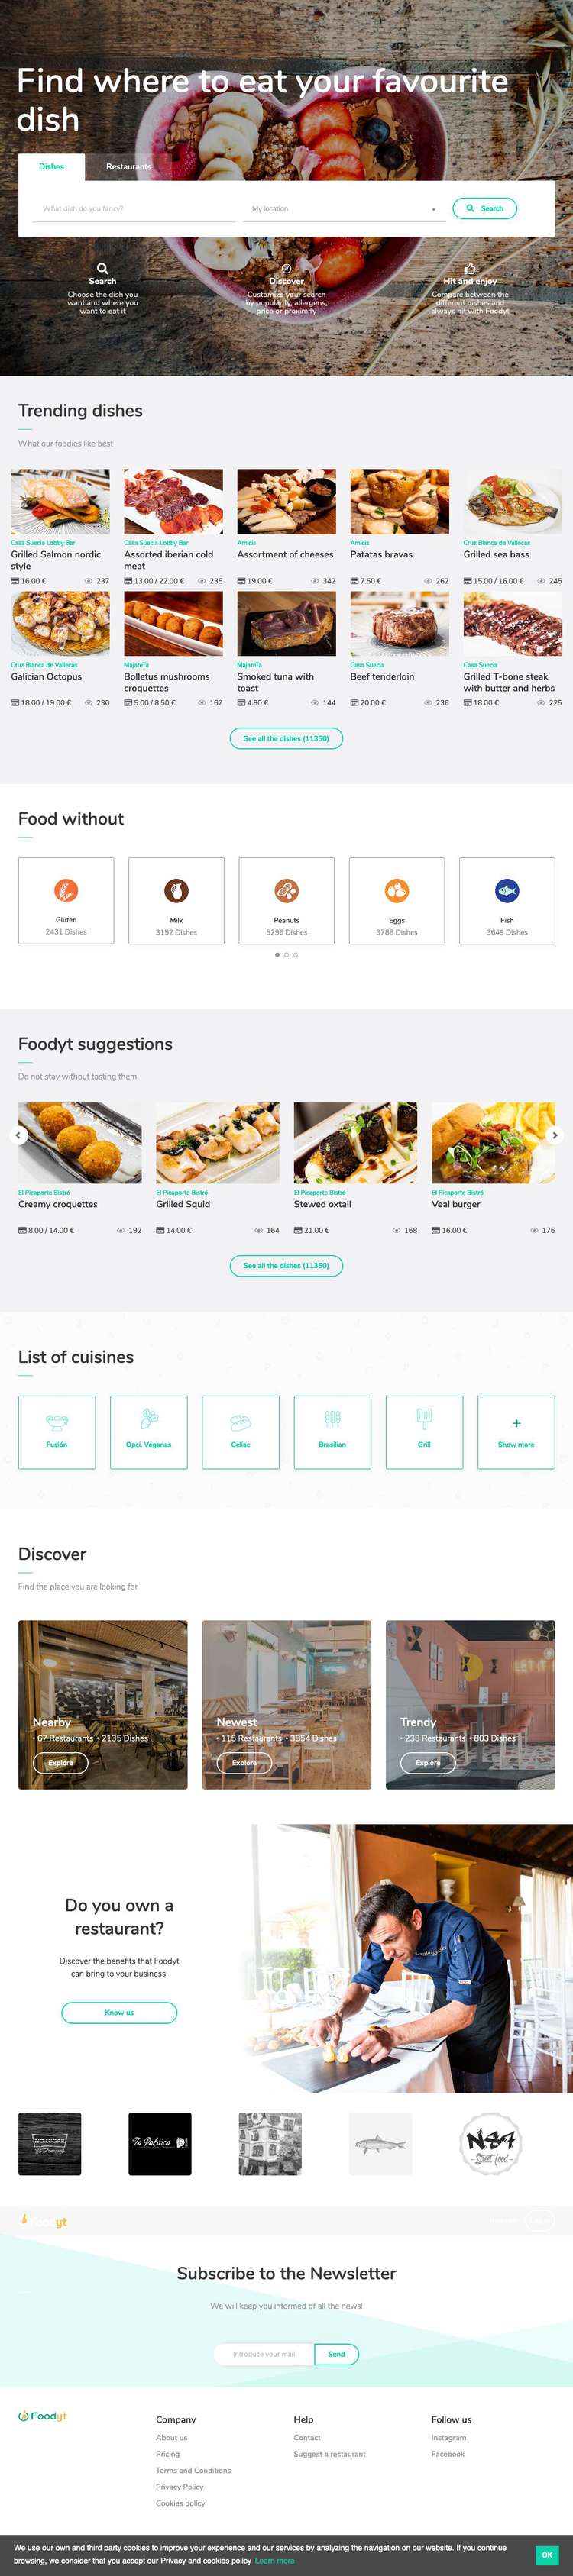 Find where to eat your favourite
dish
Dishes
Restaurants
What dish do you fancy?
My location
Search
Search
Choose the dish you
want and where you
want to eat it
Discover
Customize your search
by popularity, allergens,
price or proximity
Hit and enjoy
Compare between the
different dishes and
always hit with Foodyt
Trending dishes
What our foodies like best
Casa Suecia Lobby Bar
Grilled Salmon nordic
style
16.00 € 237
Casa Suecia Lobby Bar
Assorted iberian cold
meat
13.00 / 22.00 € 235
Amicis
Assortment of cheeses
19.00 € 342
Amicis
Patatas bravas
7.50 € 262
Cruz Blanca de Vallecas
Grilled sea bass
15.00 / 16.00 € 245
Cruz Blanca de Vallecas
Galician Octopus
18.00 / 19.00 € 230
MajareTa
Bolletus mushrooms
croquettes
5.00 / 8.50 € 167
MajareTa
Smoked tuna with
toast
4.80 € 144
Casa Suecia
Beef tenderloin
20.00 € 236
Casa Suecia
Grilled T-bone steak
with butter and herbs
18.00 € 225
See all the dishes (11350)
Food without
Gluten
2431 Dishes
Milk
3152 Dishes
Peanuts
5296 Dishes
Eggs
3788 Dishes
Fish
3649 Dishes
Foodyt suggestions
Do not stay without tasting them
El Picaporte Bistró
Creamy croquettes
8.00 / 14.00 € 192
El Picaporte Bistró
Grilled Squid
14.00 € 164
El Picaporte Bistró
Stewed oxtail
21.00 € 168
El Picaporte Bistró
Veal burger
16.00 € 176
See all the dishes (11350)
List of cuisines
Fusión
Opci. Veganas
Celiac
Brasilian
Grill
+
Show more
Discover
Find the place you are looking for
Nearby
• 67 Restaurants • 2135 Dishes
Explore
Newest
• 115 Restaurants • 3854 Dishes
Explore
LET IT
Trendy
• 238 Restaurants • 803 Dishes
Explore
Do you own a
restaurant?
Discover the benefits that Foodyt
can bring to your business.
Know us
NO LUGAR
N84
Street food
Foodyt
Subscribe to the Newsletter
We will keep you informed of all the news!
Introduce your mail
Send
Foodyt
Company
About us
Pricing
Terms and Conditions
Privacy Policy
Cookies policy
Help
Contact
Suggest a restaurant
Follow us
Instagram
Facebook
We use our own and third party cookies to improve your experience and our services by analyzing the navigation on our website. If you continue
browsing, we consider that you accept our Privacy and cookies policy Learn more
OK